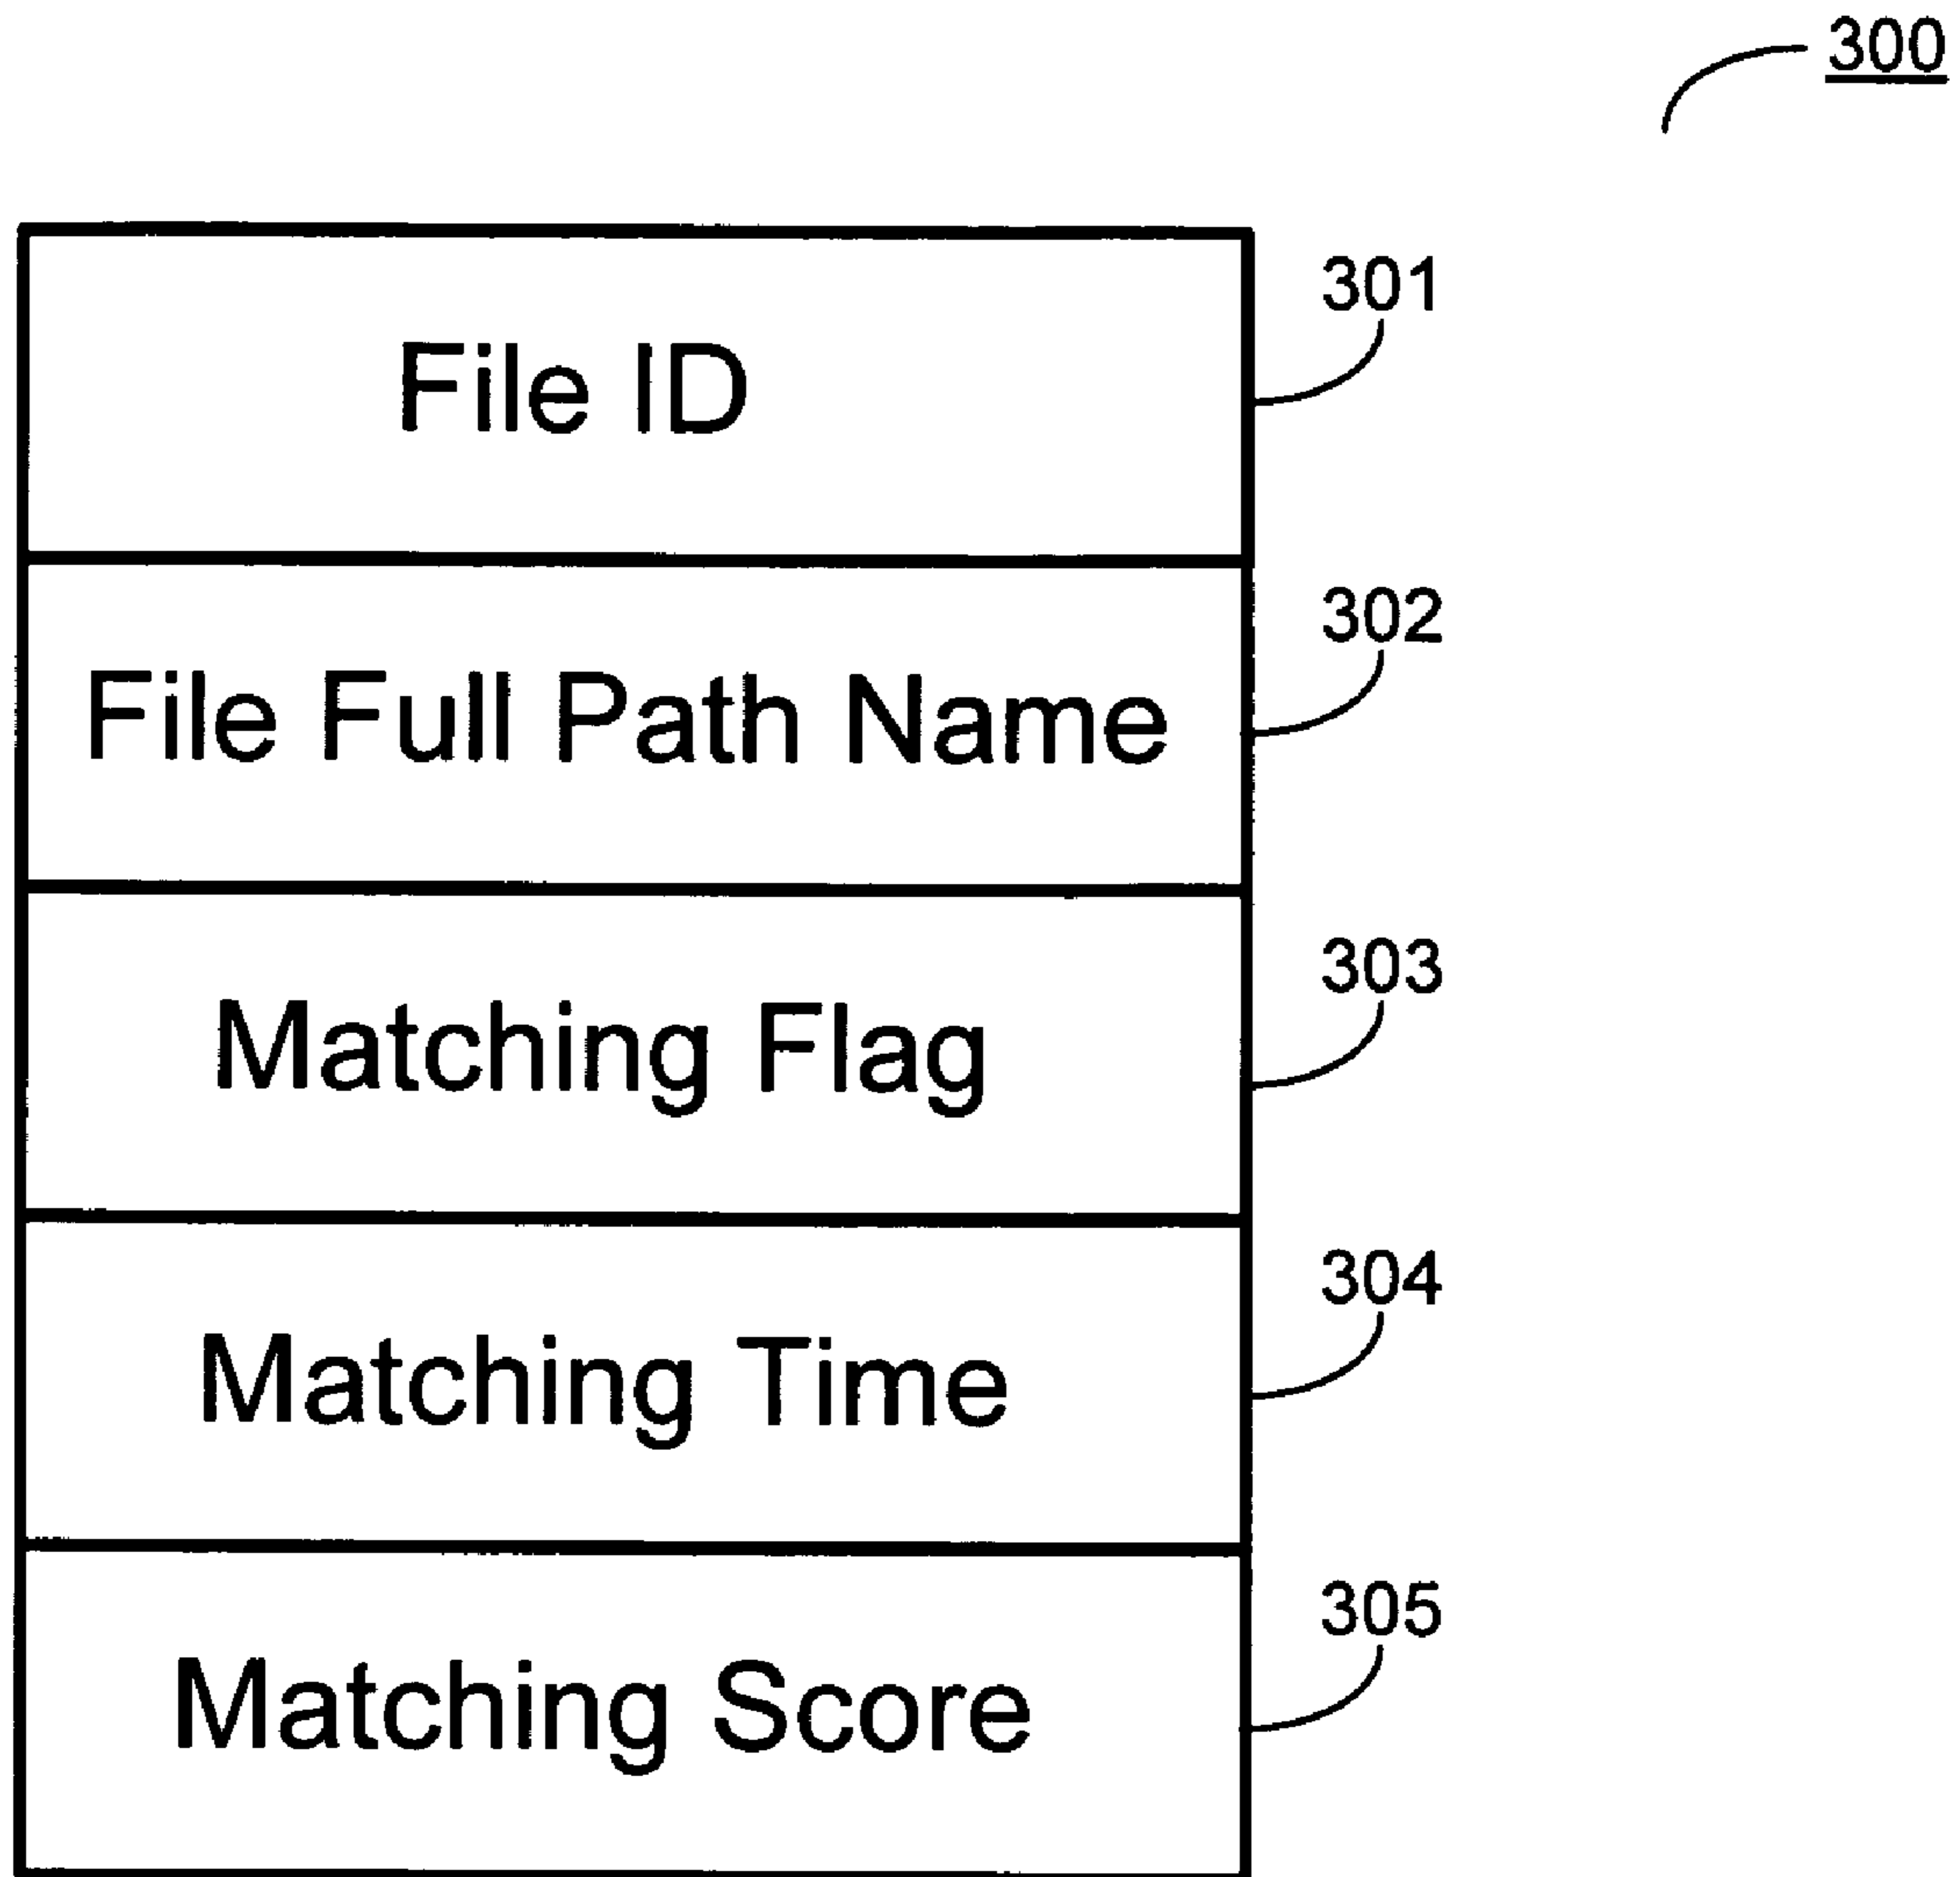 300
File ID
301
File Full Path Name
302
Matching Flag
303
Matching Time
304
Matching Score
305